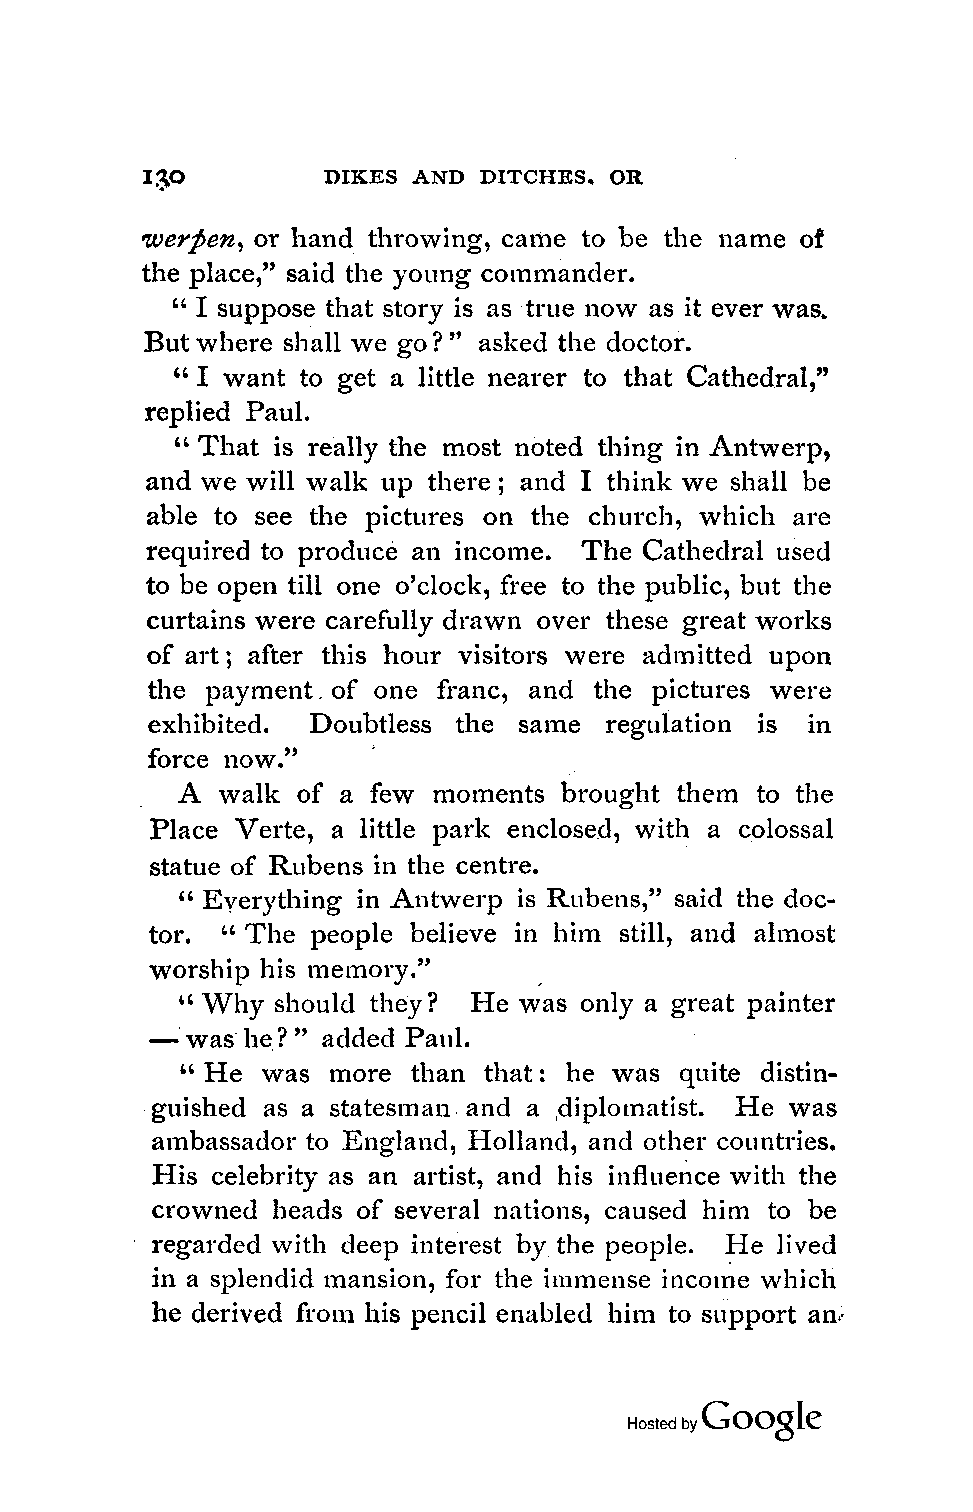 130 DIKES AND DITCHES, OR
werpen, or hand throwing, came to be the name of
the place," said the young commander.
"I suppose that story is as true now as it ever was.
But where shall we go?" asked the doctor.
"I want to get a little nearer to that Cathedral,"
replied Paul.
"That is really the most noted thing in Antwerp,
and we will walk up there; and I think we shall be
able to see the pictures on the church, which are
required to produce an income. The Cathedral used
to be open till one o'clock, free to the public, but the
curtains were carefully drawn over these great works
of art; after this hour visitors were admitted upon
the payment of one franc, and the pictures were
exhibited. Doubtless the same regulation is in
force now."
A walk of a few moments brought them to the
Place Verte, a little park enclosed, with a colossal
statue of Rubens in the centre.
"Everything in Antwerp is Rubens," said the doc-
tor. "The people believe in him still, and almost
worship his memory."
"Why should they? He was only a great painter
— was he?" added Paul.
"He was more than that: he was quite distin-
guished as a statesman and a diplomatist. He was
ambassador to England, Holland, and other countries.
His celebrity as an artist, and his influence with the
crowned heads of several nations, caused him to be
regarded with deep interest by the people. He lived
in a splendid mansion, for the immense income which
he derived from his pencil enabled him to support an
Hosted by Google